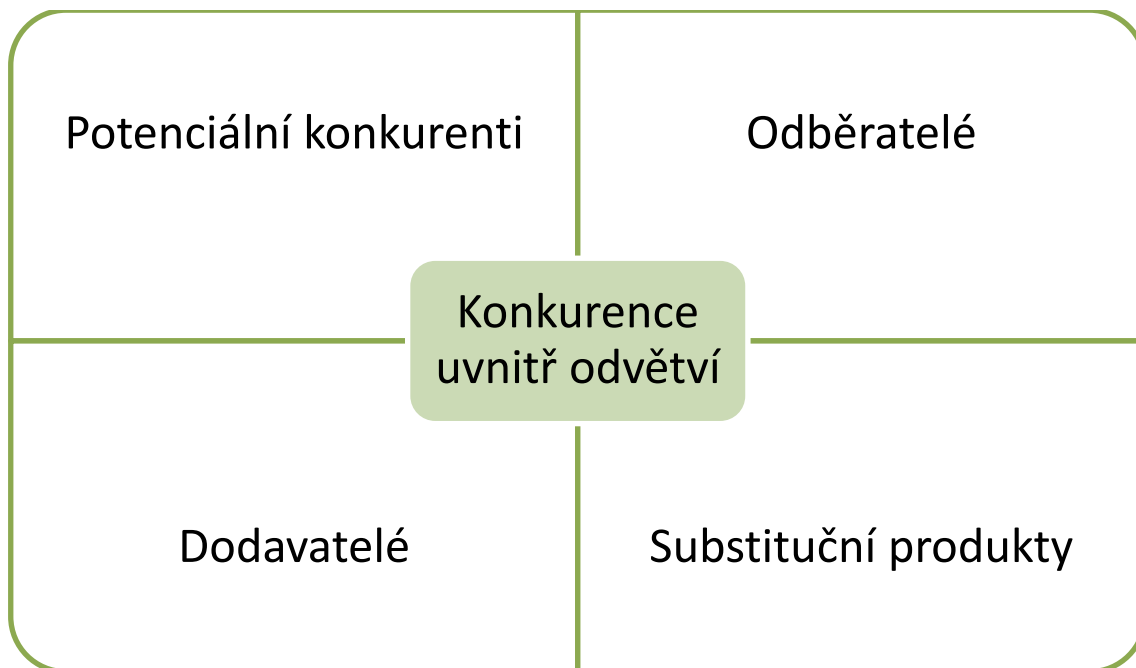 Potenciální konkurenti
Odběratelé
Konkurence
uvnitř odvětví
Dodavatelé
Substituční produkty